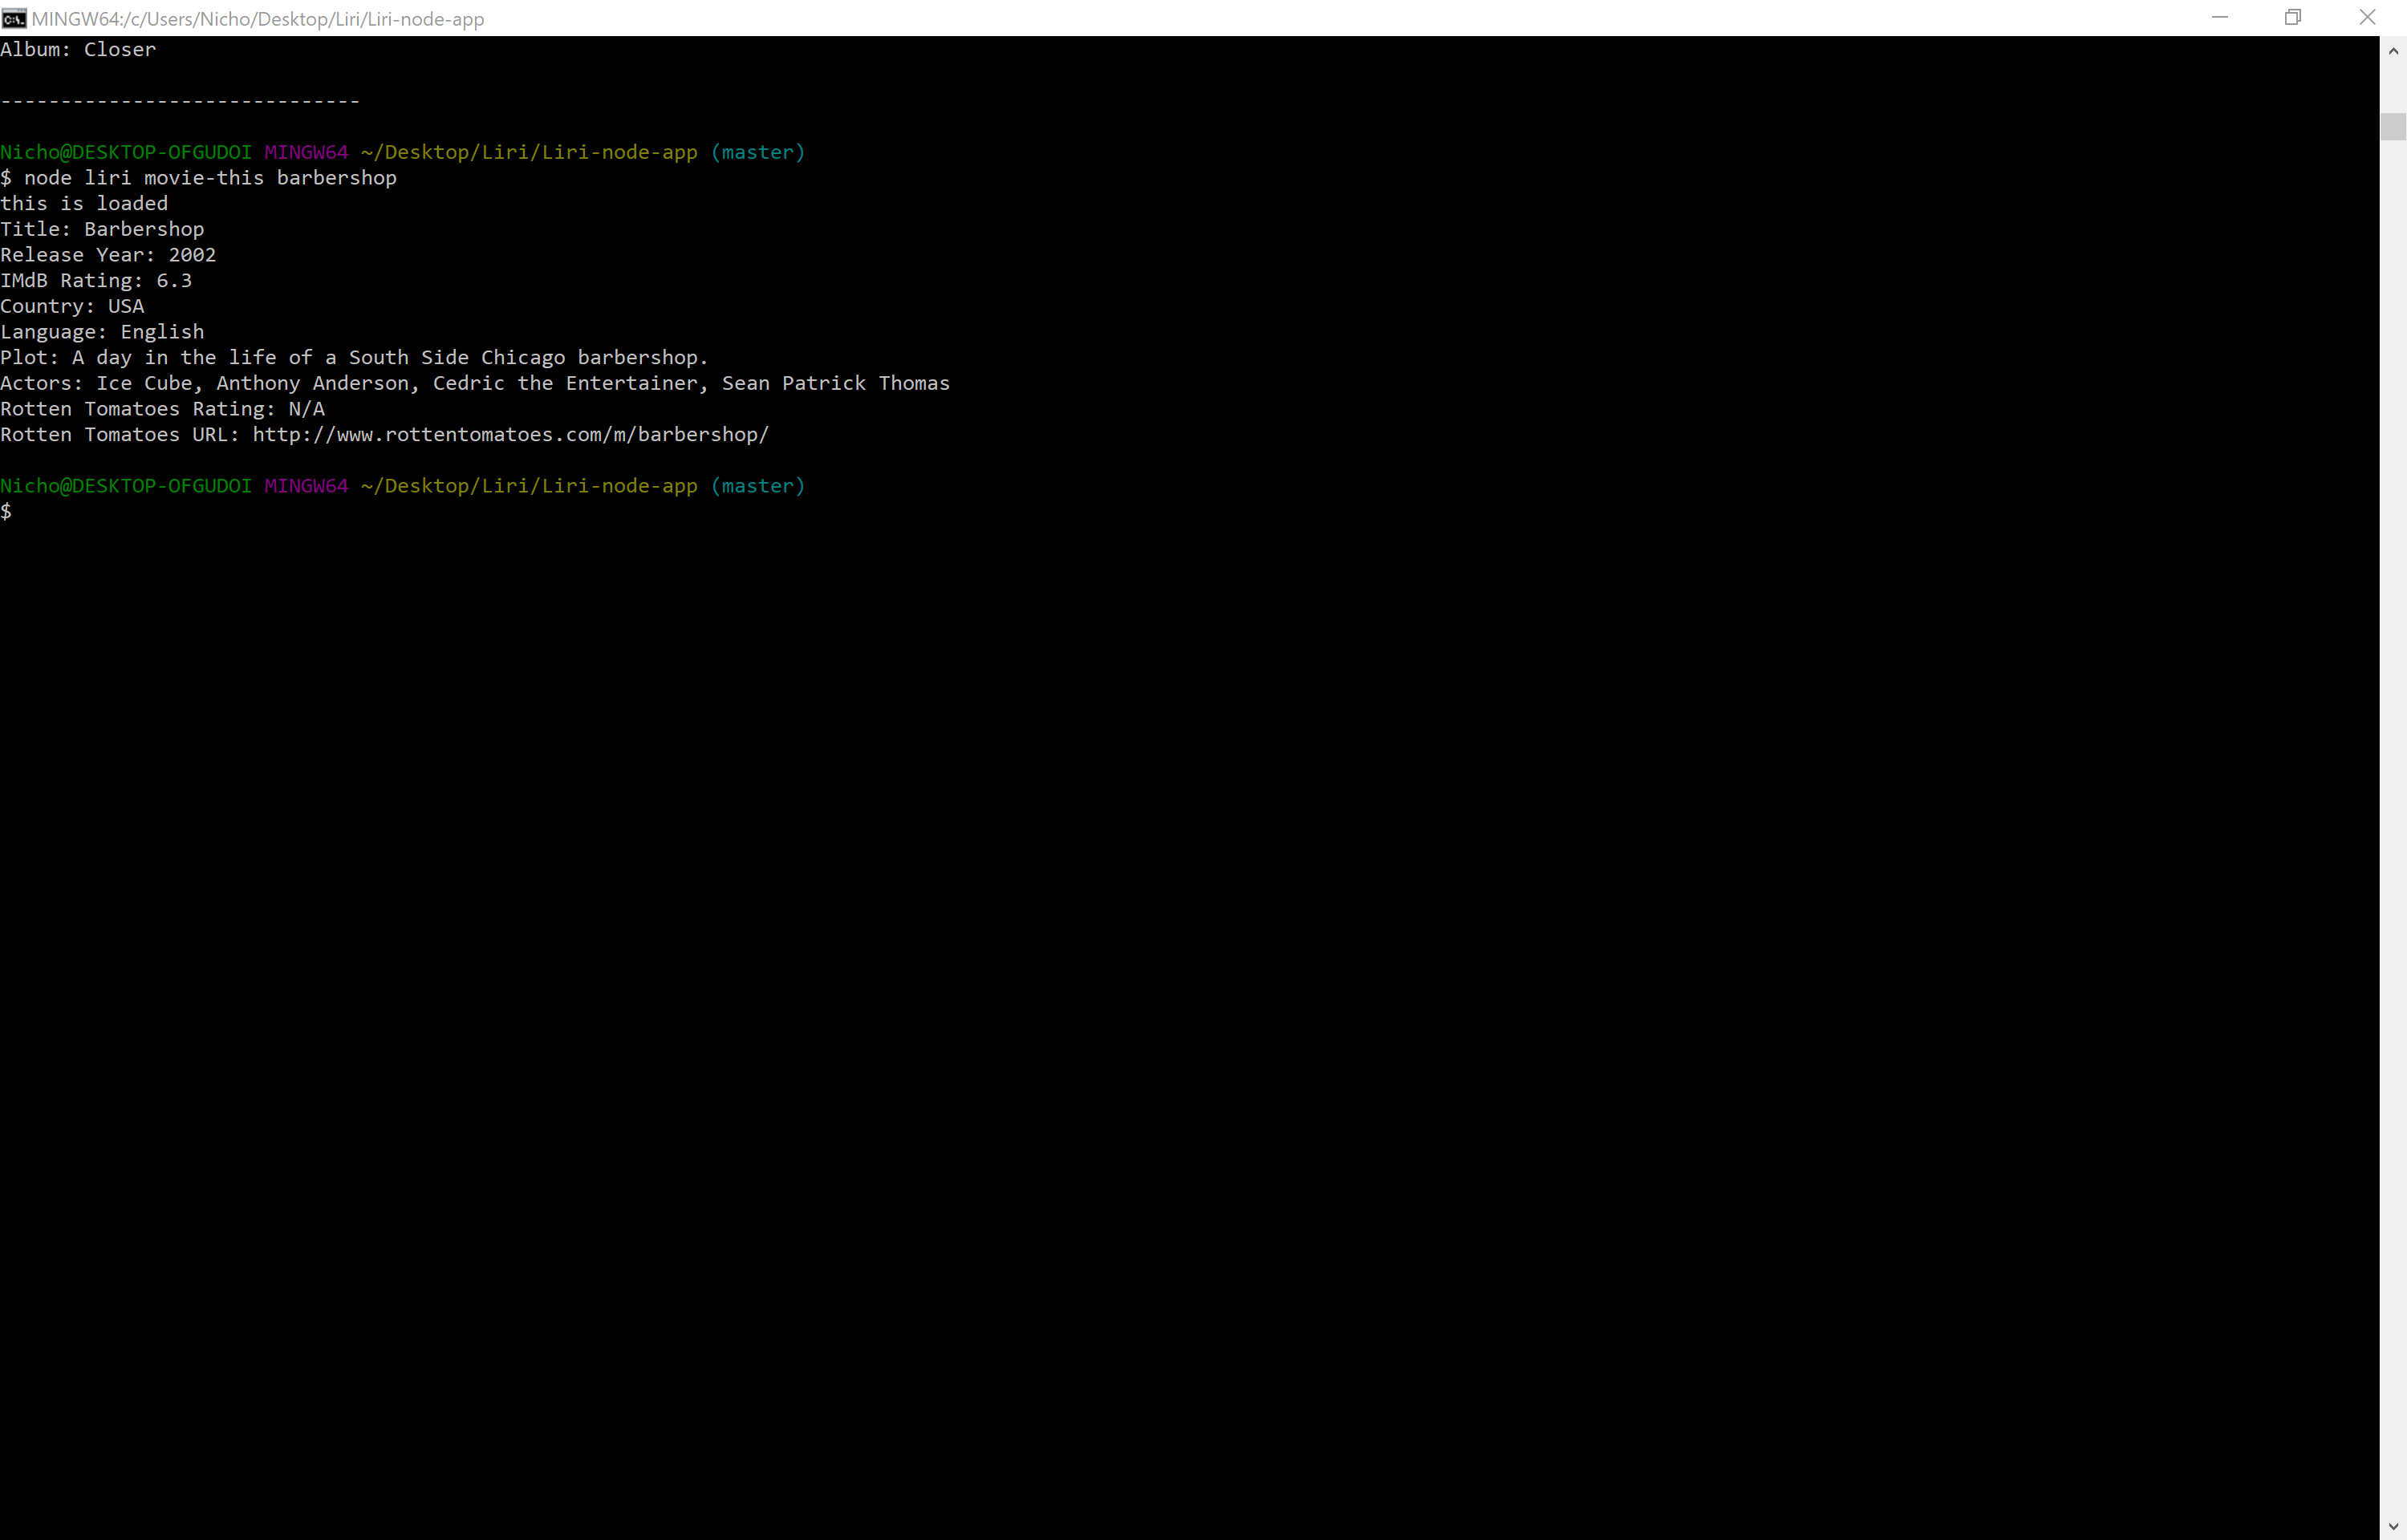 MINGW64:/c/Users/Nicho/Desktop/Liri/Liri-node-app
Album: Closer
------------------------------
Nicho@DESKTOP-OFGUDOI MINGW64 ~/Desktop/Liri/Liri-node-app (master)
$ node liri movie-this barbershop
this is loaded
Title: Barbershop
Release Year: 2002
IMdB Rating: 6.3
Country: USA
Language: English
Plot: A day in the life of a South Side Chicago barbershop.
Actors: Ice Cube, Anthony Anderson, Cedric the Entertainer, Sean Patrick Thomas
Rotten Tomatoes Rating: N/A
Rotten Tomatoes URL: http://www.rottentomatoes.com/m/barbershop/
Nicho@DESKTOP-OFGUDOI MINGW64 ~/Desktop/Liri/Liri-node-app (master)
$